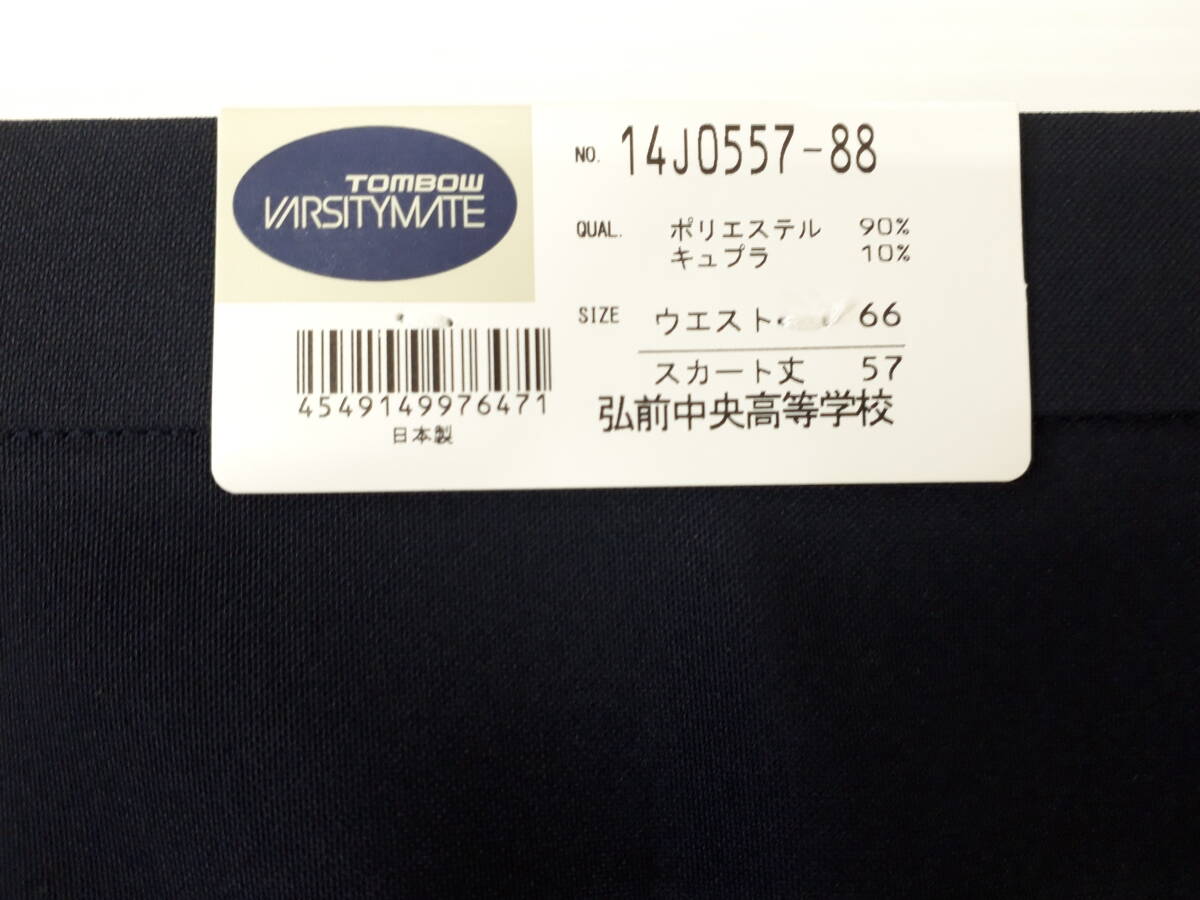 TOMBOW
VARSITYMATE
NO. 14J0557-88
QUAL. ポリエステル 90%
キュプラ 10%
SIZE ウエスト 66
スカート丈 57
弘前中央高等学校
4549149976471
日本製